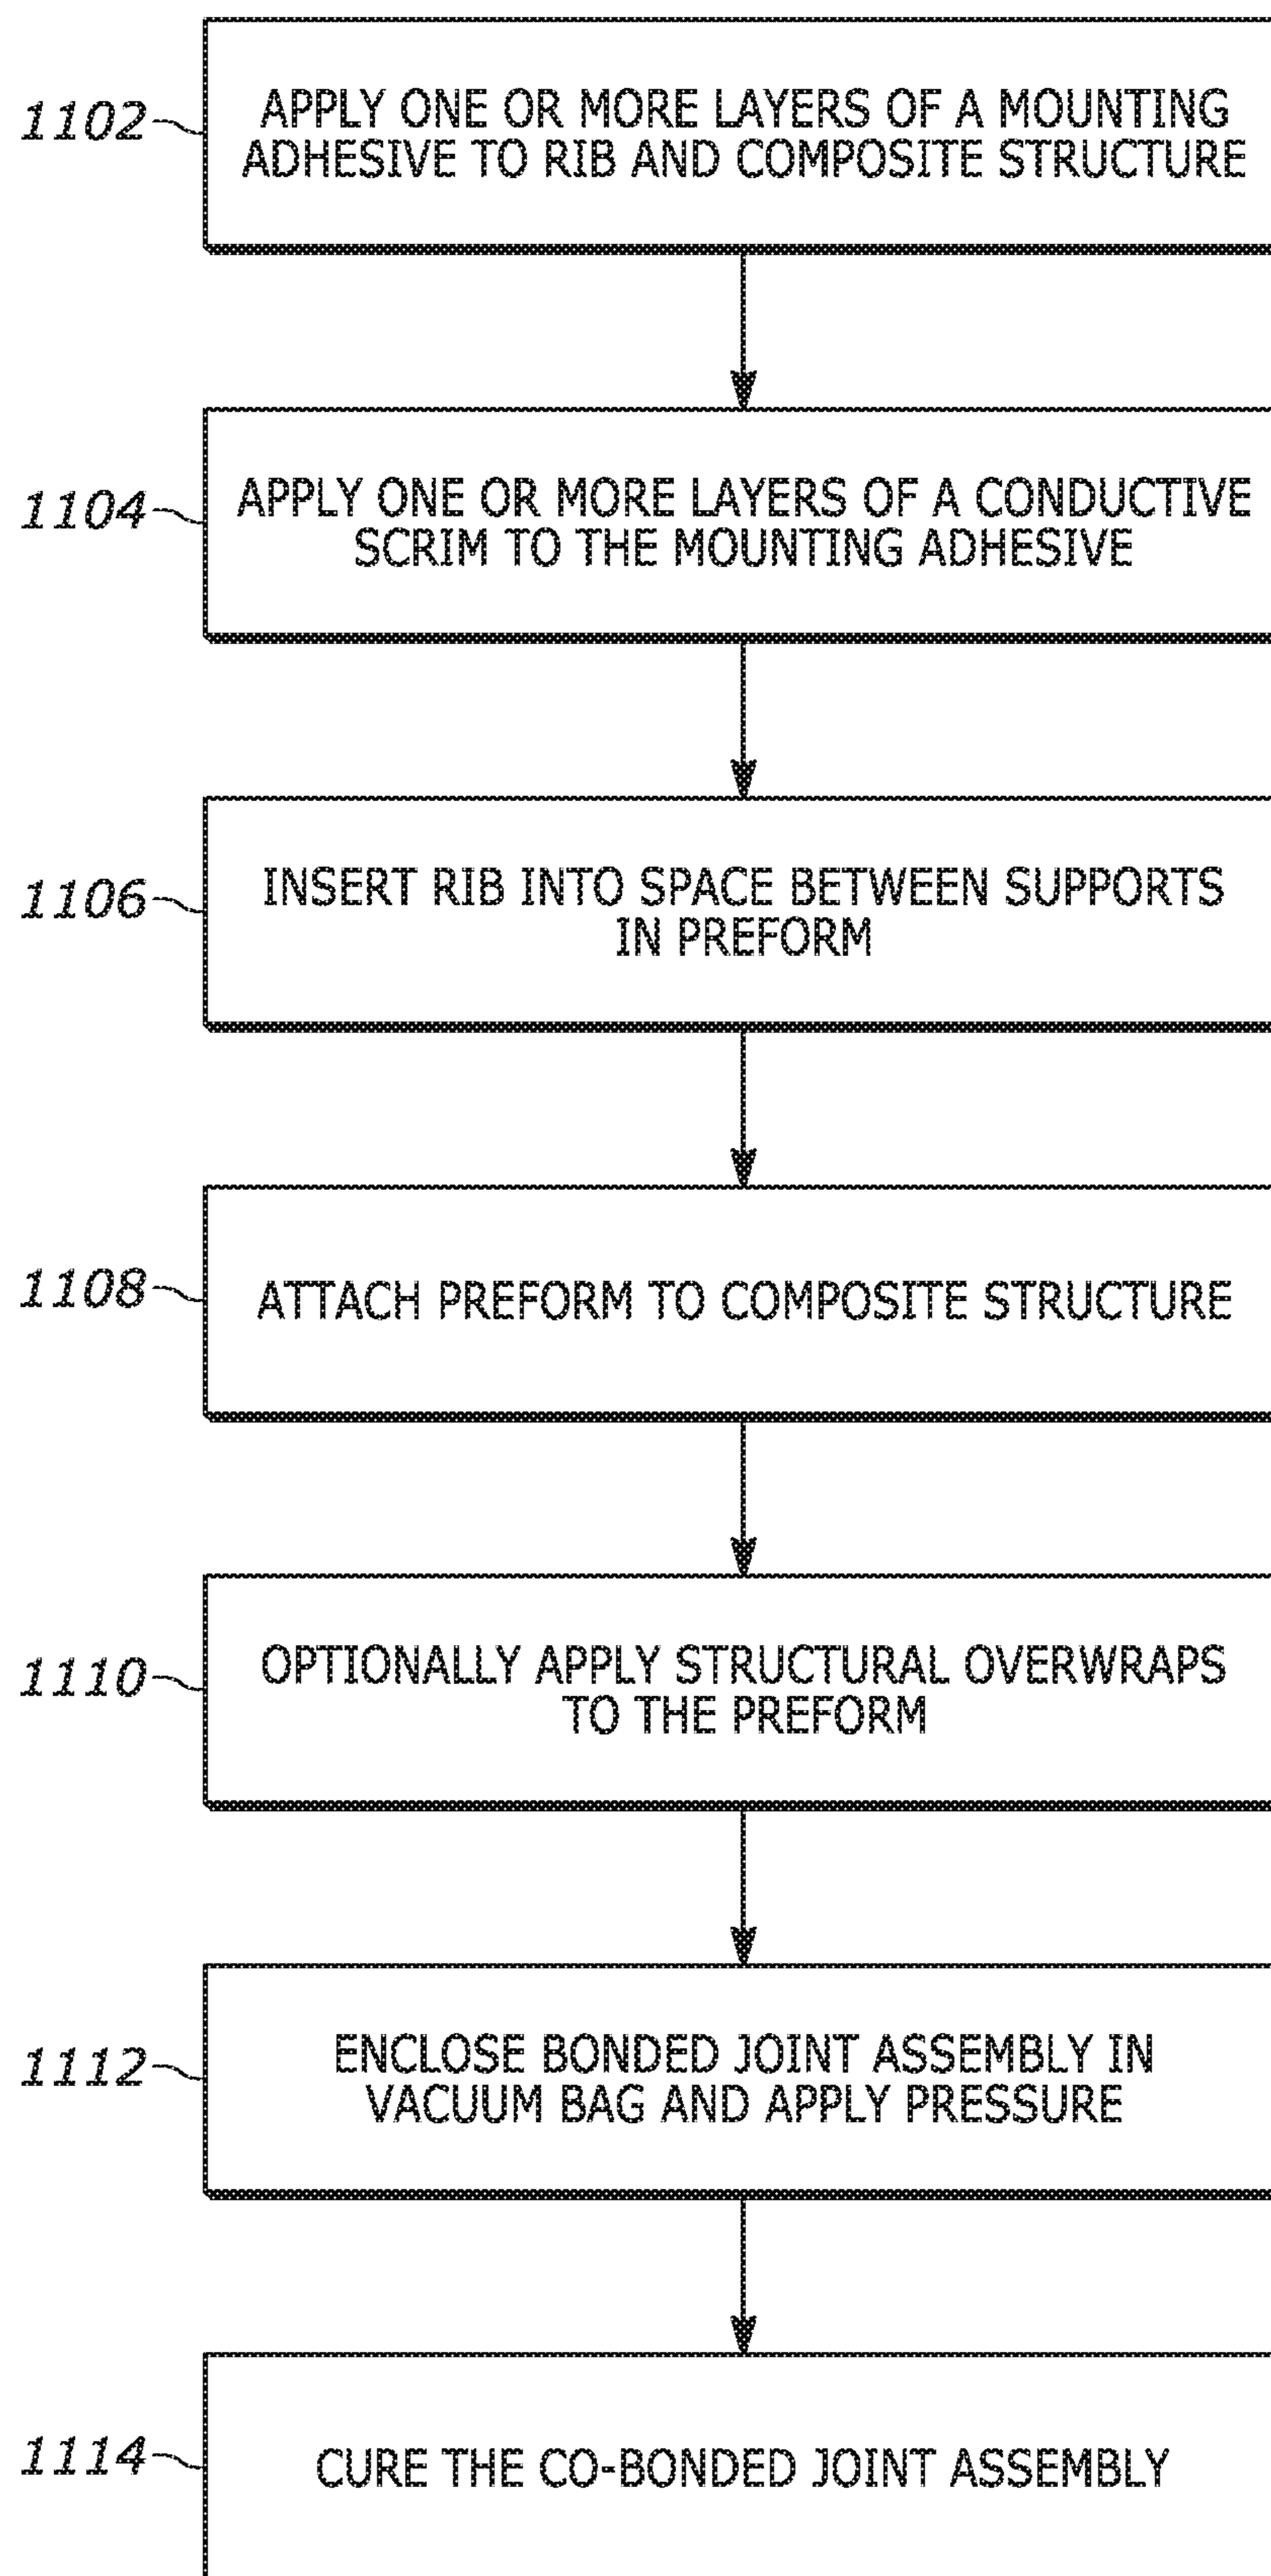 1102
APPLY ONE OR MORE LAYERS OF A MOUNTING
ADHESIVE TO RIB AND COMPOSITE STRUCTURE
1104
APPLY ONE OR MORE LAYERS OF A CONDUCTIVE
SCRIM TO THE MOUNTING ADHESIVE
1106
INSERT RIB INTO SPACE BETWEEN SUPPORTS
IN PREFORM
1108
ATTACH PREFORM TO COMPOSITE STRUCTURE
1110
OPTIONALLY APPLY STRUCTURAL OVERWRAPS
TO THE PREFORM
1112
ENCLOSE BONDED JOINT ASSEMBLY IN
VACUUM BAG AND APPLY PRESSURE
1114
CURE THE CO-BONDED JOINT ASSEMBLY